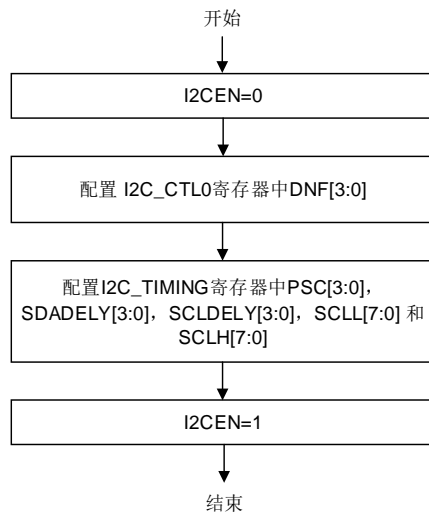 开始
I2CEN=0
配置 I2C_CTL0寄存器中DNF[3:0]
配置I2C_TIMING寄存器中PSC[3:0]，
SDADELY[3:0]，SCLDELY[3:0]，SCLL[7:0] 和
SCLH[7:0]
I2CEN=1
结束